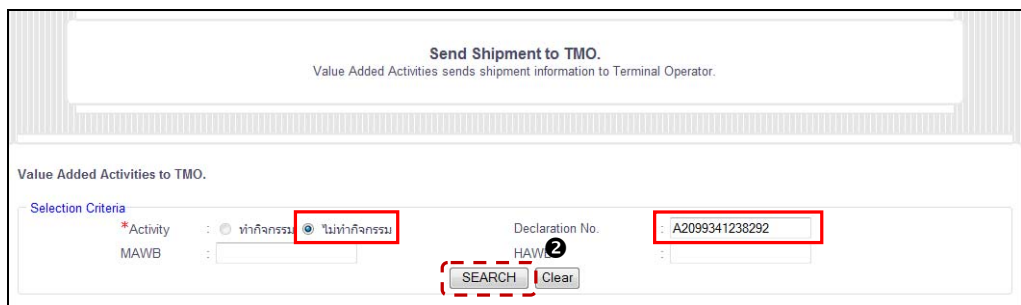 Send Shipment to TMO.
Value Added Activities sends shipment information to Terminal Operator.
Value Added Activities to TMO.
Selection Criteria
*Activity : ทำกิจกรรม ไม่ทำกิจกรรม Declaration No. : A2099341238292
MAWB : HAWB :
2
SEARCH Clear